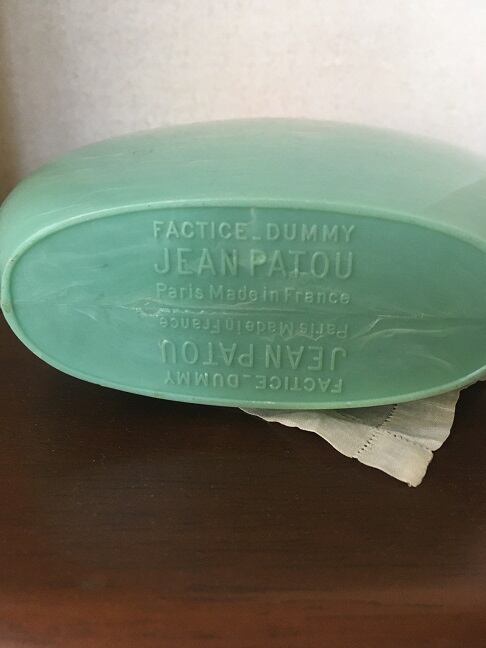 FACTICE_DUMMY
JEAN PATOU
Paris Made in France
Paris Made in France
JEAN PATOU
FACTICE_DUMMY